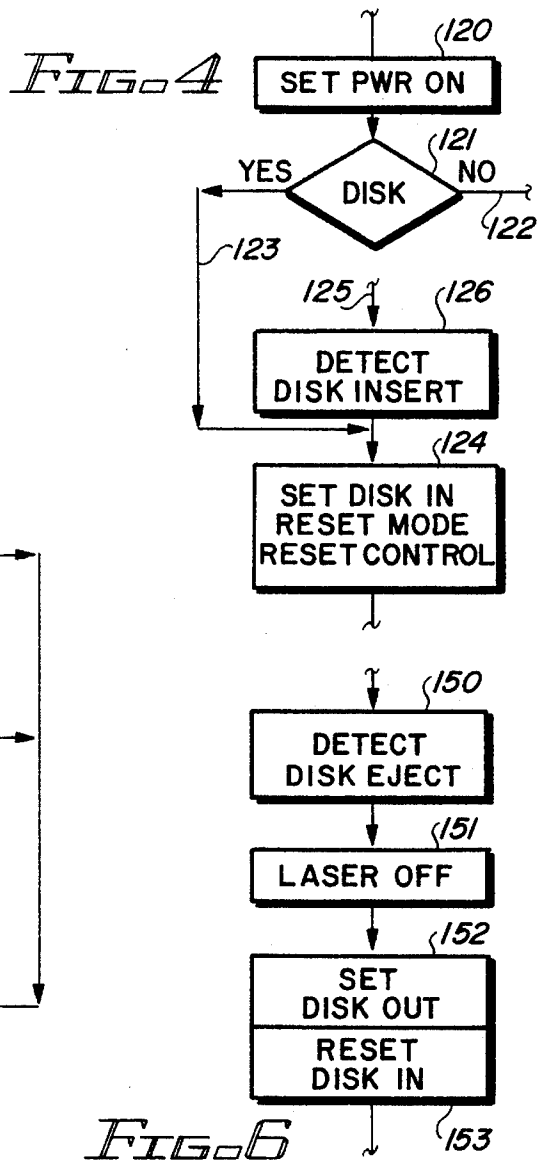 FIG. 4
120
SET PWR ON
121
YES
NO
DISK
122
123
125
126
DETECT
DISK INSERT
124
SET DISK IN
RESET MODE
RESET CONTROL
150
DETECT
DISK EJECT
151
LASER OFF
152
SET
DISK OUT
RESET
DISK IN
153
FIG. 6